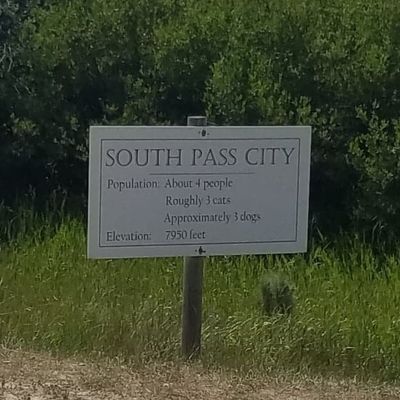 SOUTH PASS CITY
Population: About 4 people
Roughly 3 cats
Approximately 3 dogs
Elevation: 7950 feet